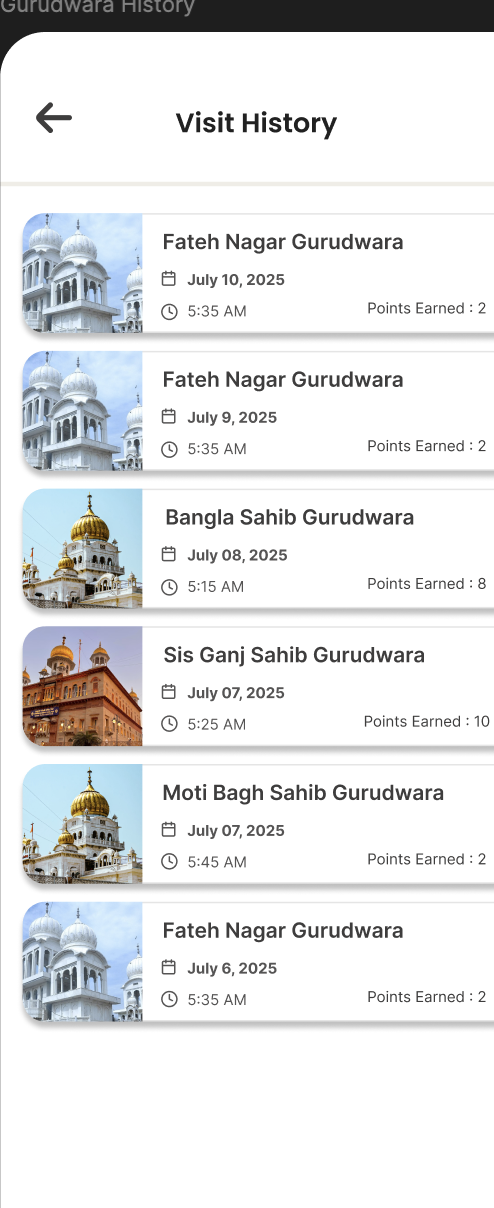 Gurudwara History
Visit History
Fateh Nagar Gurudwara
July 10, 2025
5:35 AM
Points Earned : 2
Fateh Nagar Gurudwara
July 9, 2025
5:35 AM
Points Earned : 2
Bangla Sahib Gurudwara
July 08, 2025
5:15 AM
Points Earned : 8
Sis Ganj Sahib Gurudwara
July 07, 2025
5:25 AM
Points Earned : 10
Moti Bagh Sahib Gurudwara
July 07, 2025
5:45 AM
Points Earned : 2
Fateh Nagar Gurudwara
July 6, 2025
5:35 AM
Points Earned : 2